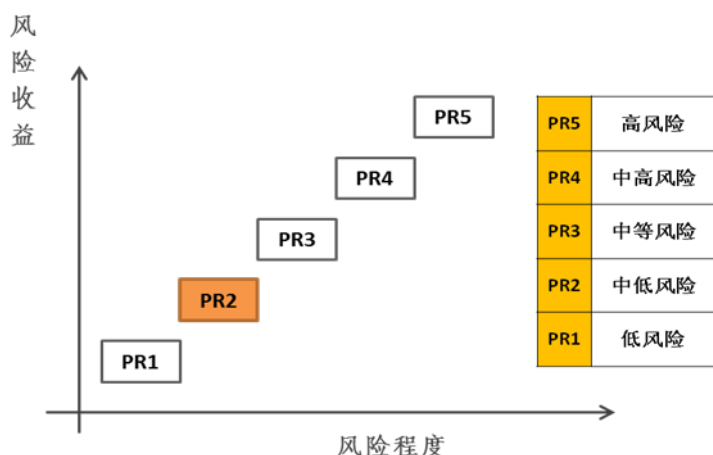 风险收益
PR5
PR4
PR3
PR2
PR1
风险程度
PR5 高风险
PR4 中高风险
PR3 中等风险
PR2 中低风险
PR1 低风险